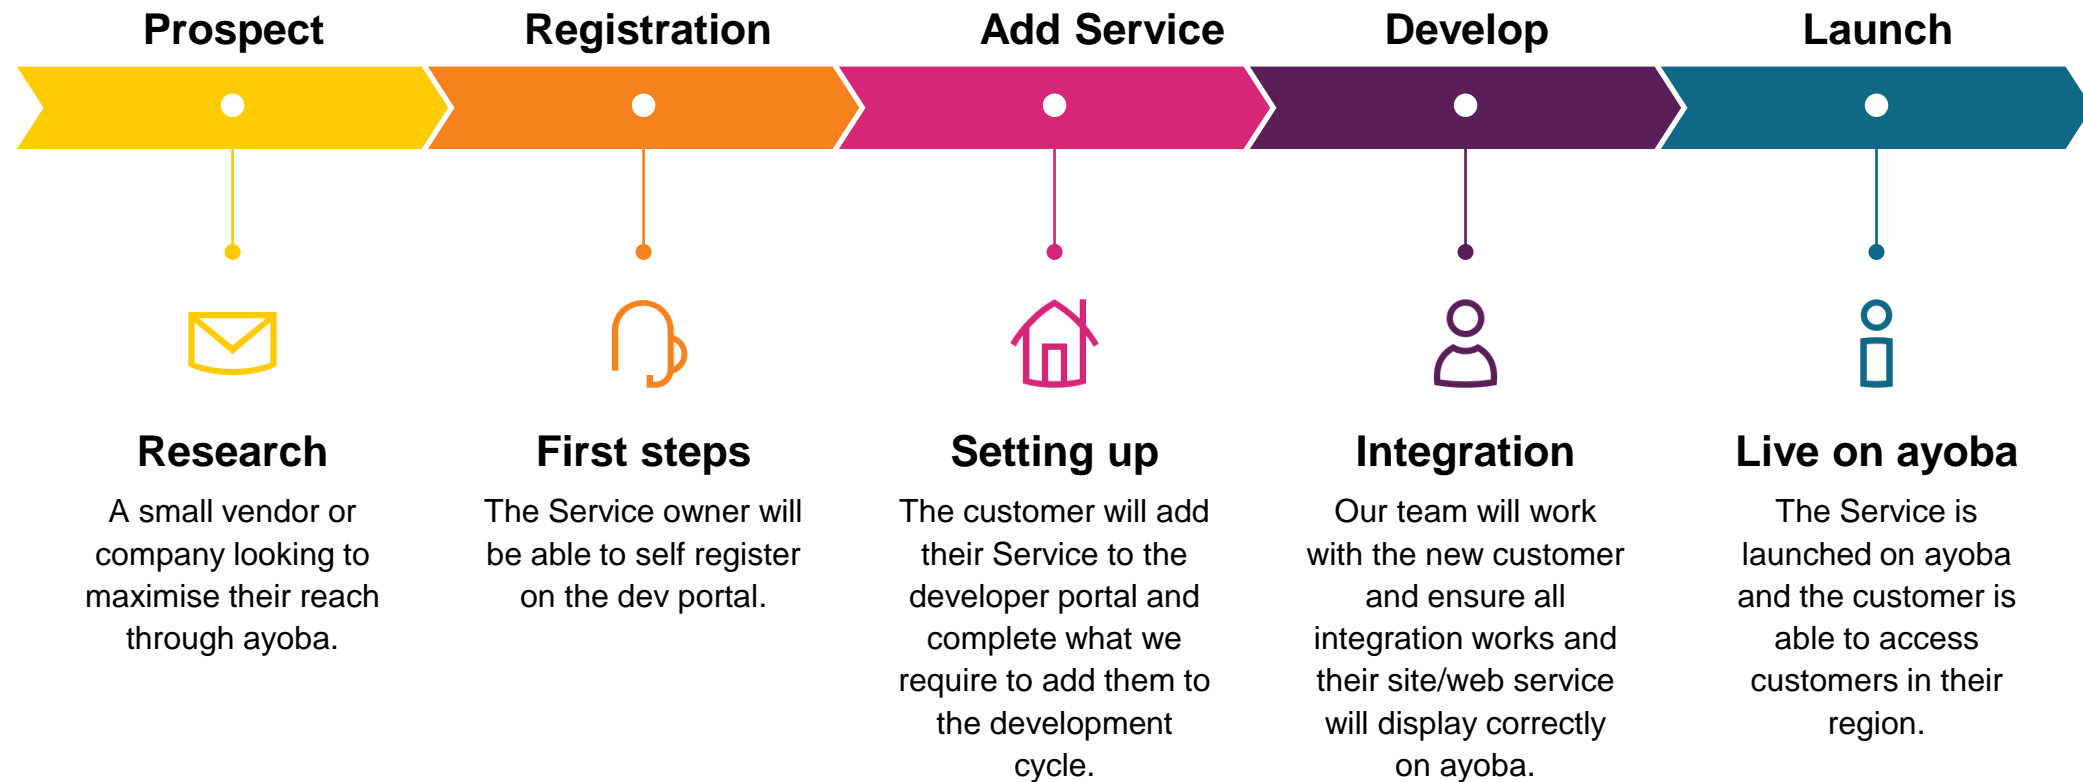 Prospect
Registration
Add Service
Develop
Launch
Research
A small vendor or
company looking to
maximise their reach
through ayoba.
First steps
The Service owner will
be able to self register
on the dev portal.
Setting up
The customer will add
their Service to the
developer portal and
complete what we
require to add them to
the development
cycle.
Integration
Our team will work
with the new customer
and ensure all
integration works and
their site/web service
will display correctly
on ayoba.
Live on ayoba
The Service is
launched on ayoba
and the customer is
able to access
customers in their
region.